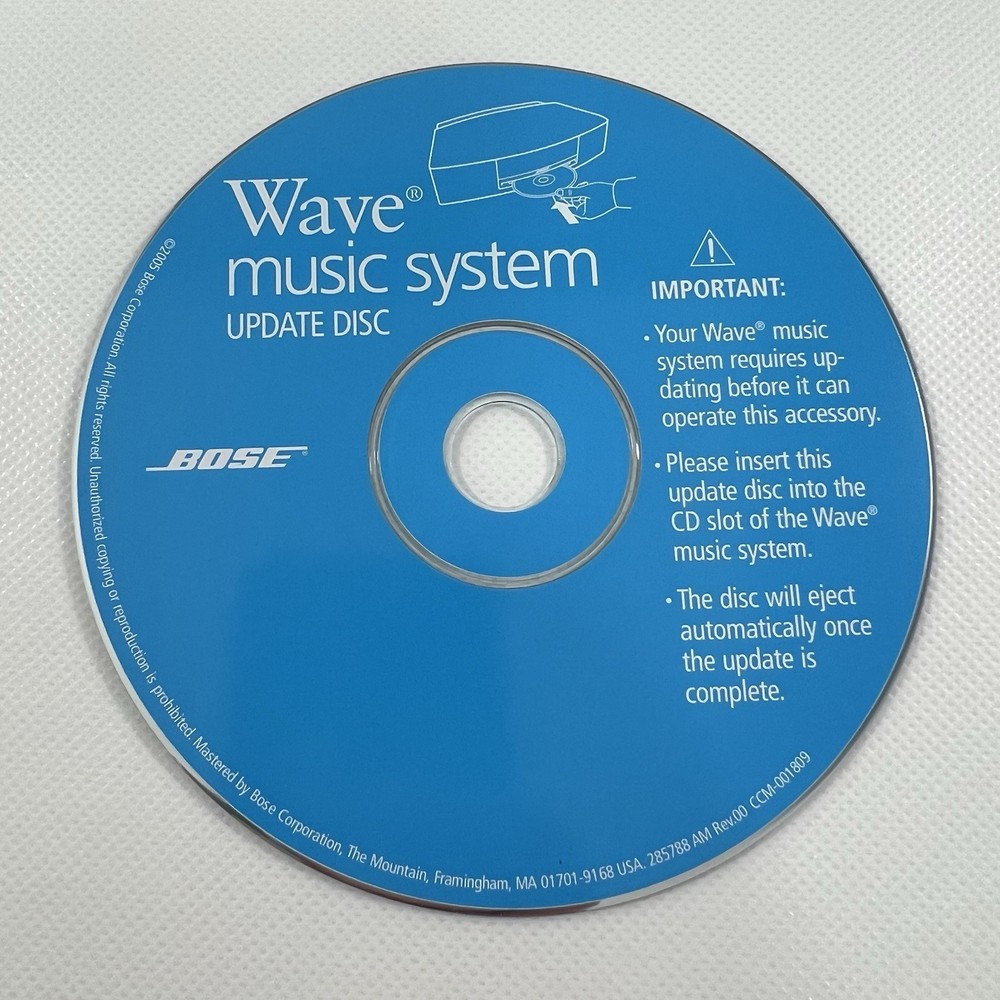 Wave®
music system
UPDATE DISC
BOSE®
IMPORTANT:
• Your Wave® music
system requires up-
dating before it can
operate this accessory.
• Please insert this
update disc into the
CD slot of the Wave®
music system.
• The disc will eject
automatically once
the update is
complete.
©2005 Bose Corporation. All rights reserved. Unauthorized copying or reproduction is prohibited. Mastered by Bose Corporation, The Mountain, Framingham, MA 01701-9168 USA. 285788 AM Rev.00 CCM-001809